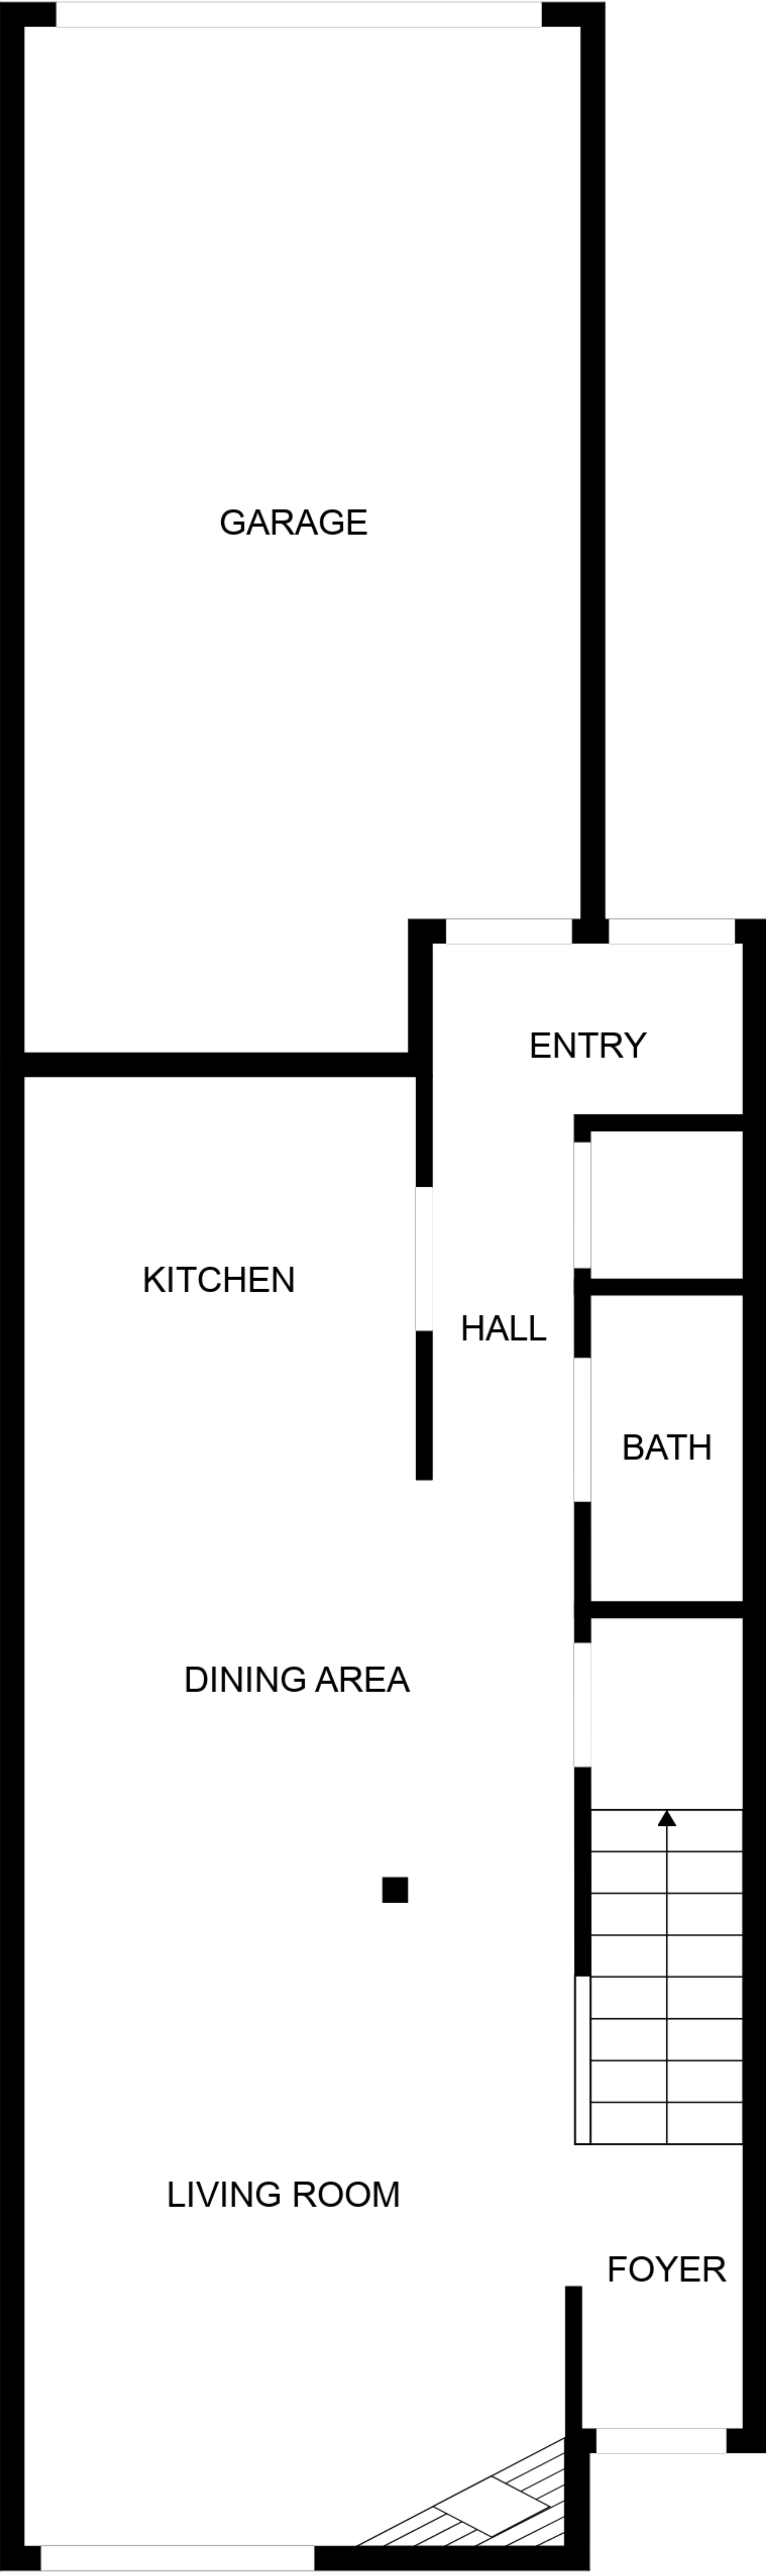 GARAGE
ENTRY
KITCHEN
HALL
BATH
DINING AREA
LIVING ROOM
FOYER